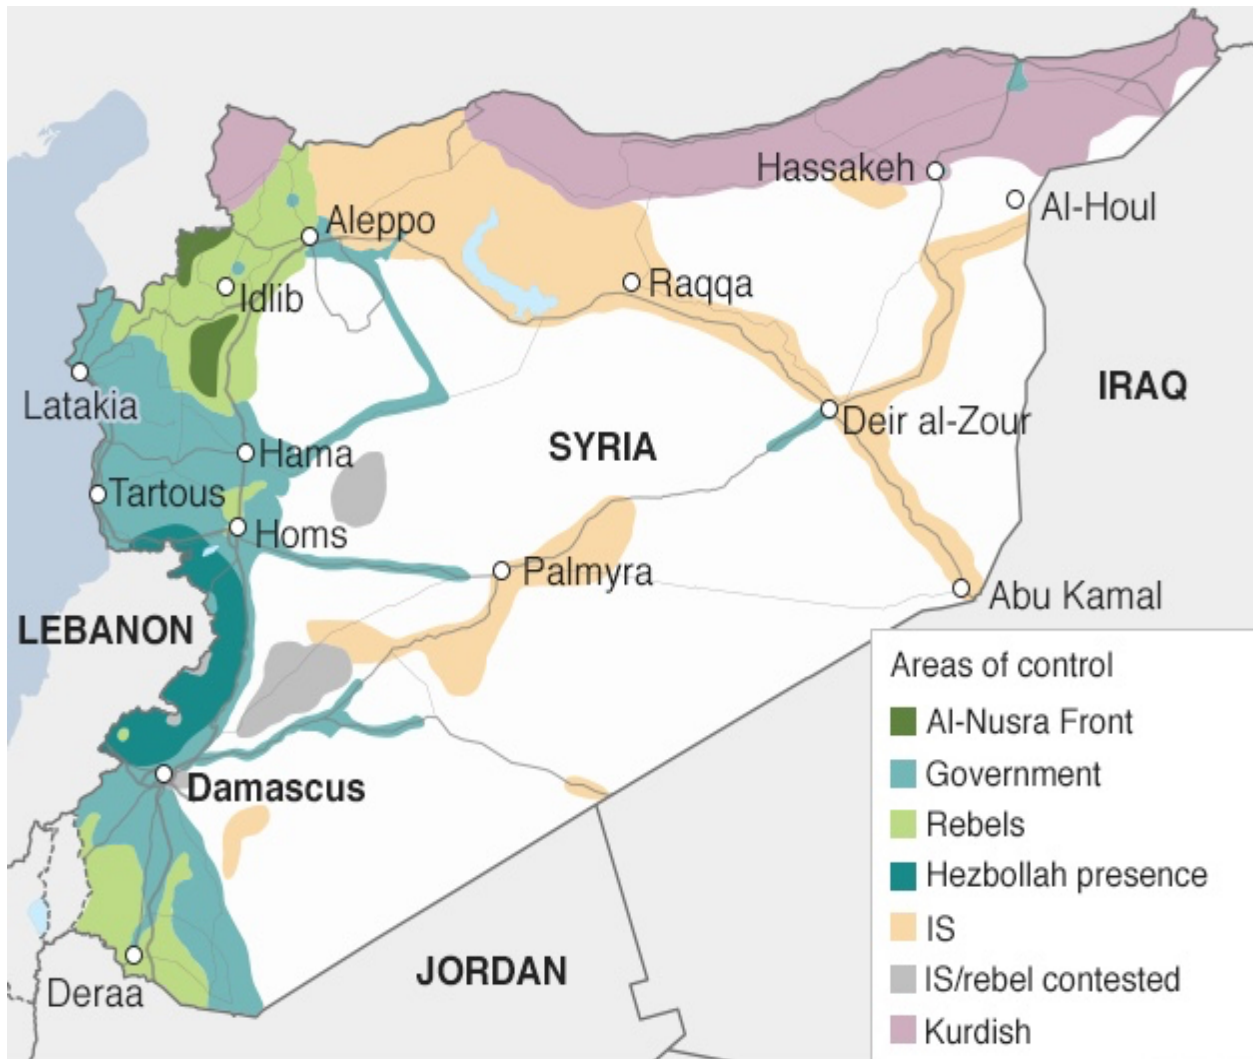 Hassakeh
Al-Houl
Aleppo
Idlib
Raqqa
Latakia
IRAQ
Deir al-Zour
SYRIA
Hama
Tartous
Homs
Palmyra
Abu Kamal
LEBANON
Damascus
JORDAN
Deraa
Areas of control
Al-Nusra Front
Government
Rebels
Hezbollah presence
IS
IS/rebel contested
Kurdish